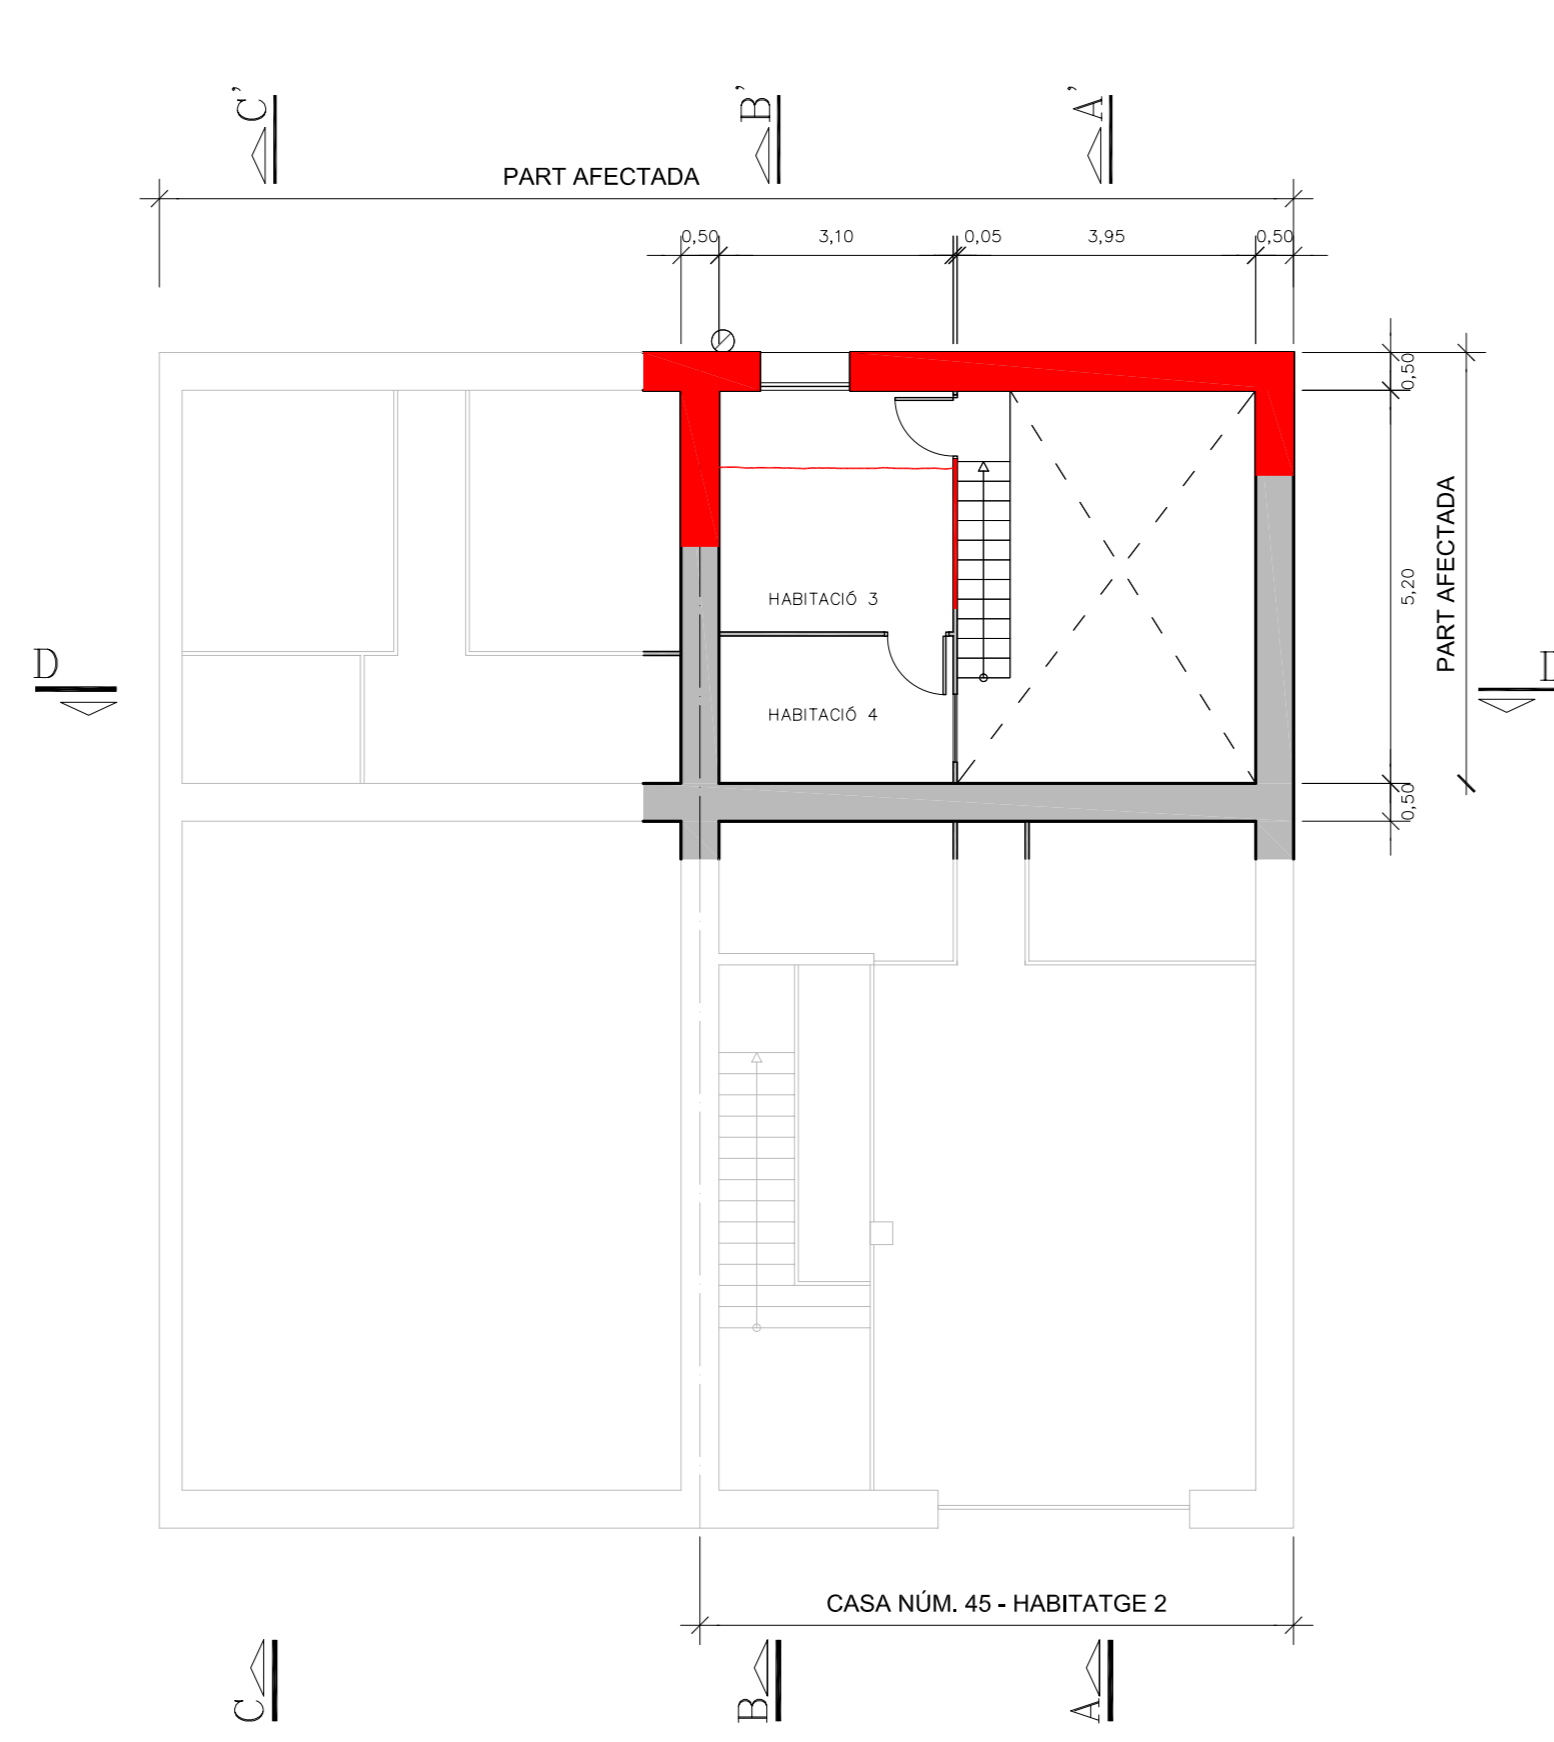 C'
B'
A'
PART AFECTADA
0,50
3,10
0,05
3,95
0,50
0,50
5,20
PART AFECTADA
HABITACIÓ 3
D
HABITACIÓ 4
0,50
CASA NÚM. 45 - HABITATGE 2
C
B
A